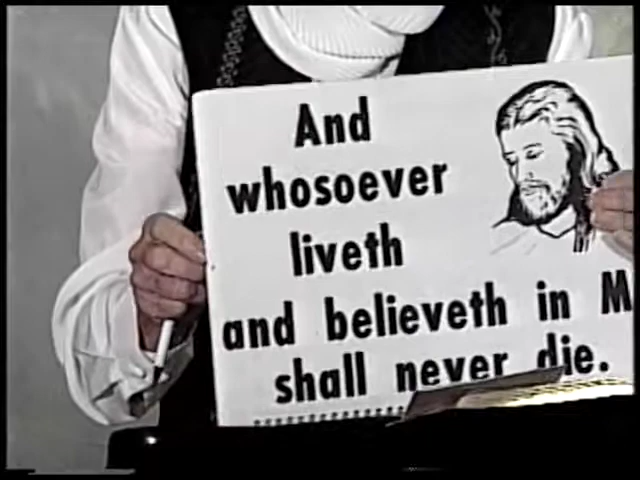 And
whosoever
liveth
and believeth in M
shall never die.